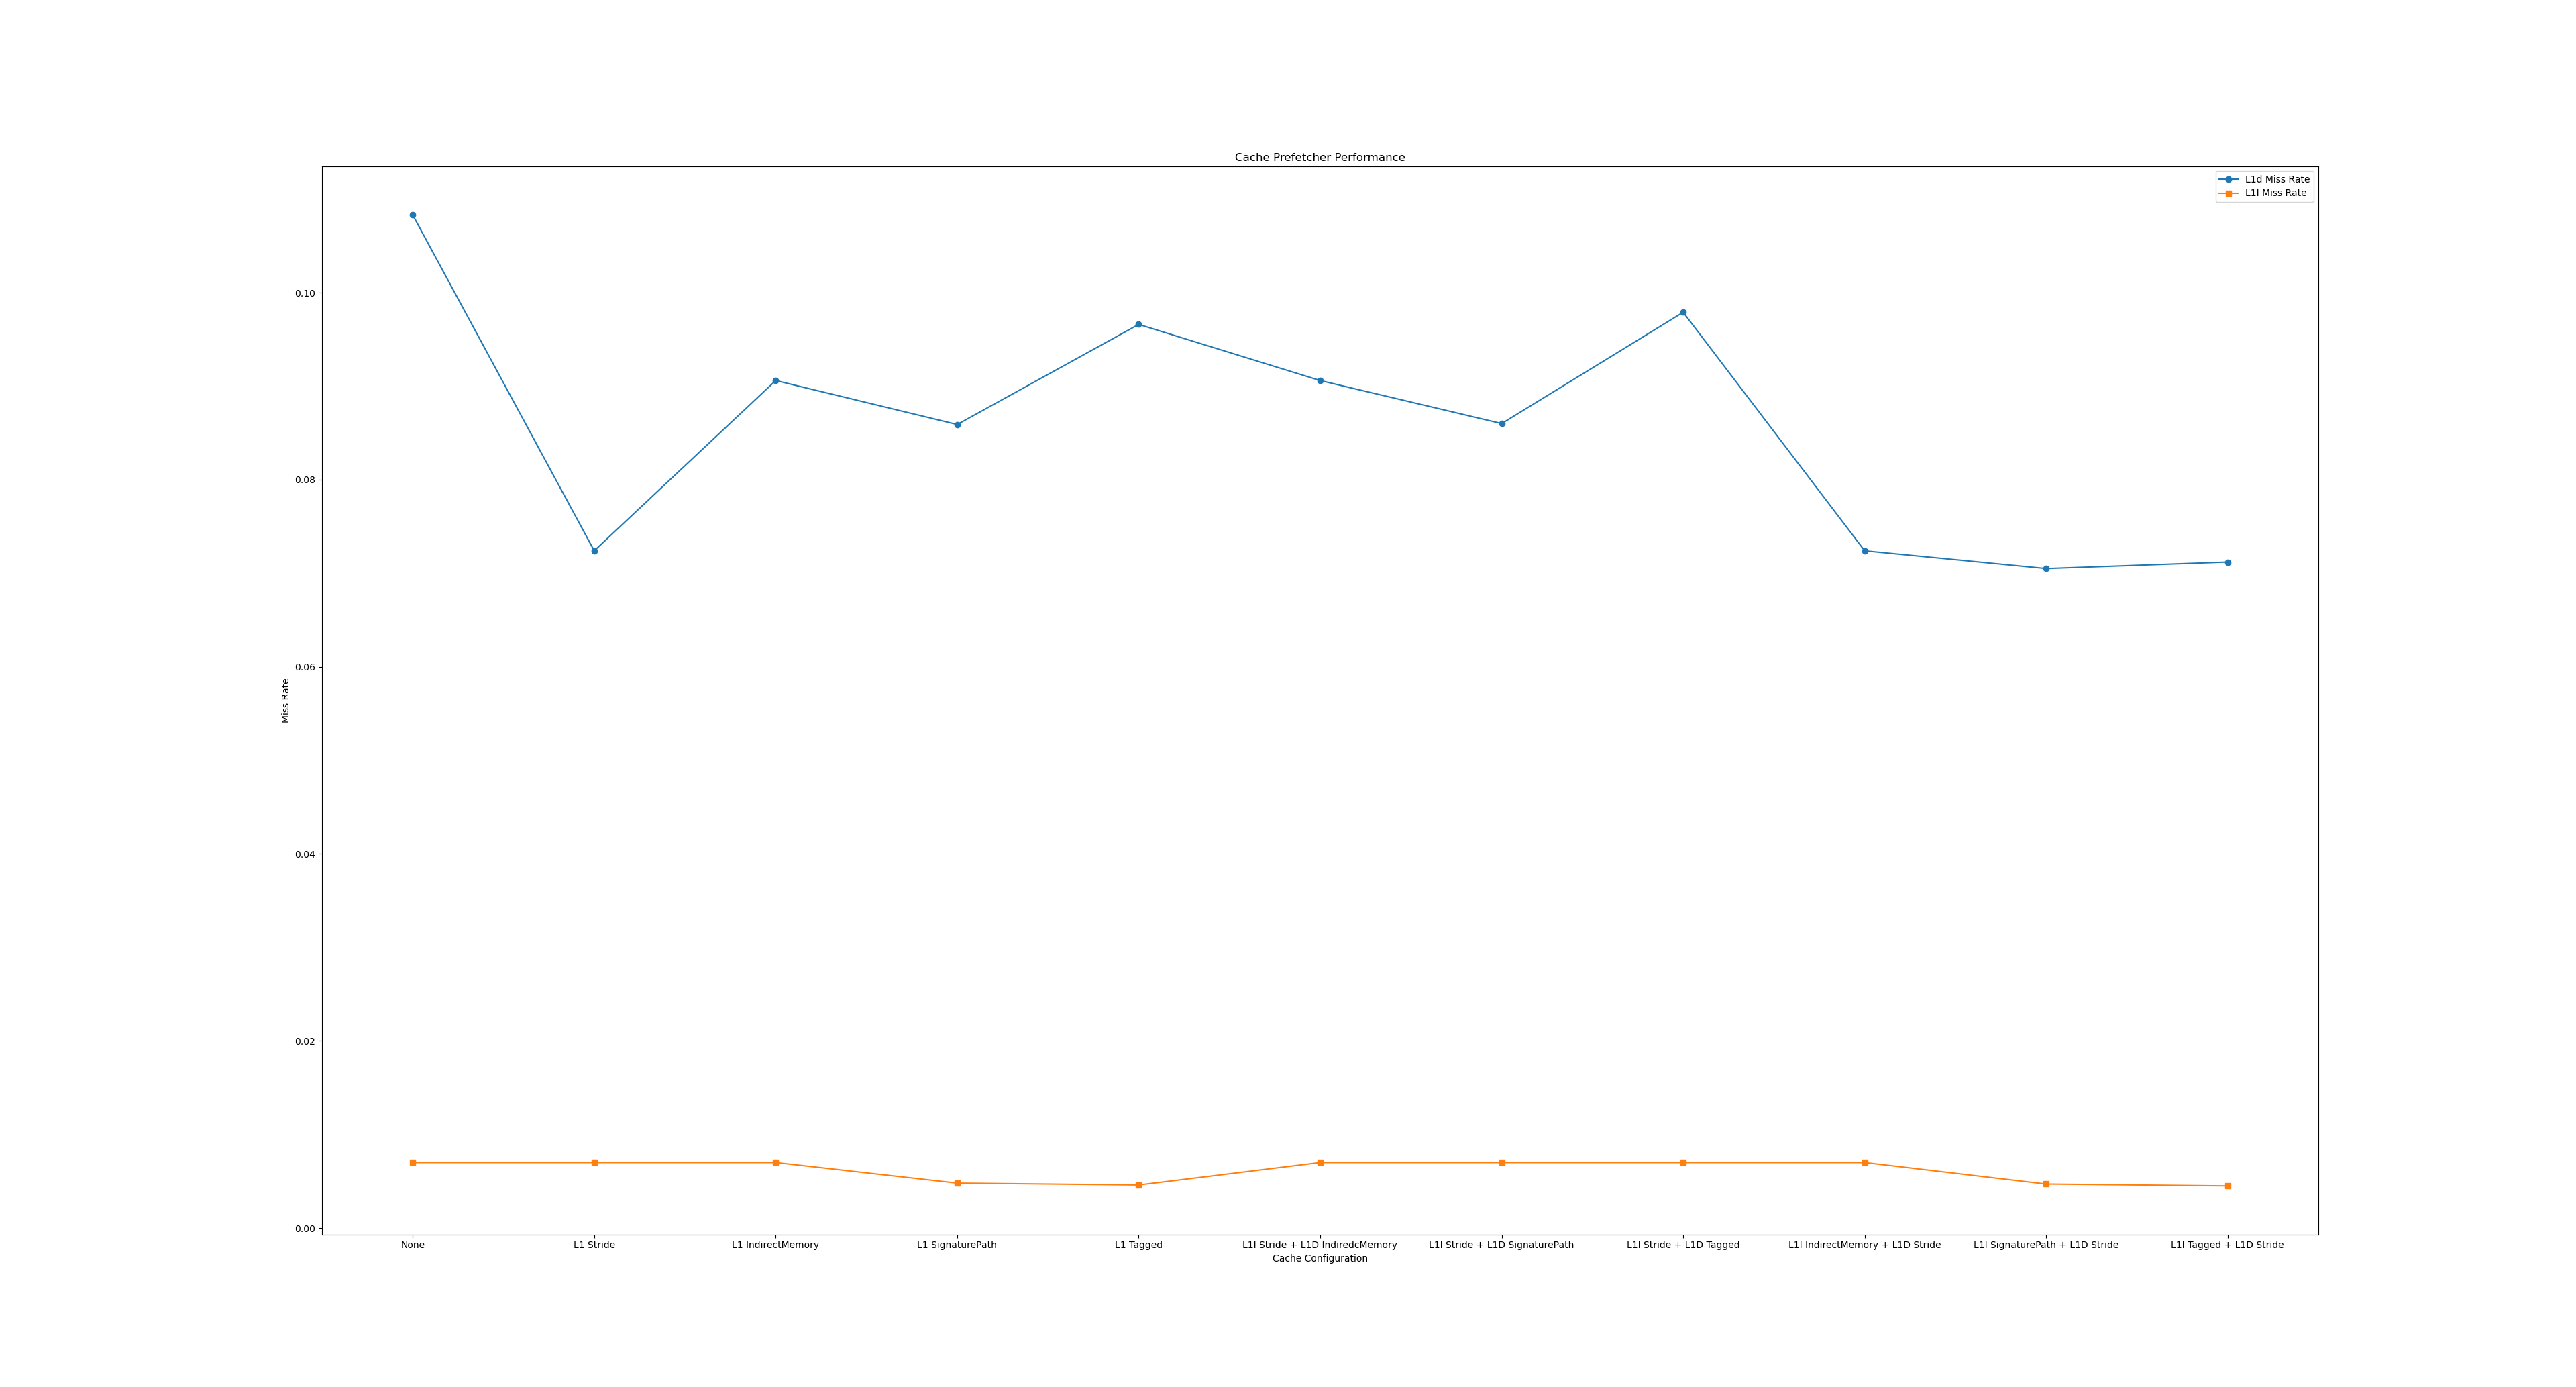 Cache Prefetcher Performance
L1d Miss Rate
L1I Miss Rate
0.10
0.08
0.06
0.04
0.02
0.00
Miss Rate
None L1 Stride L1 IndirectMemory L1 SignaturePath L1 Tagged L1I Stride + L1D IndiredcMemory L1I Stride + L1D SignaturePath L1I Stride + L1D Tagged L1I IndirectMemory + L1D Stride L1I SignaturePath + L1D Stride L1I Tagged + L1D Stride
Cache Configuration